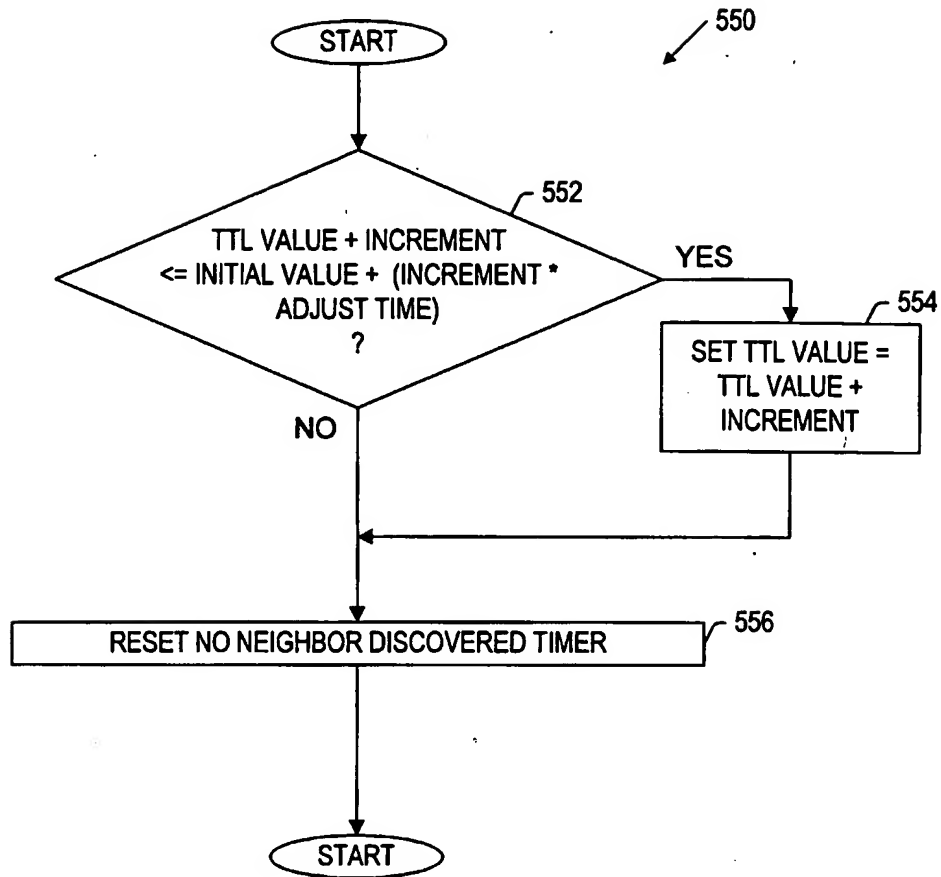 START
550
552
TTL VALUE + INCREMENT
<= INITIAL VALUE + (INCREMENT *
ADJUST TIME)
?
YES
554
SET TTL VALUE =
TTL VALUE +
INCREMENT
NO
RESET NO NEIGHBOR DISCOVERED TIMER
556
START